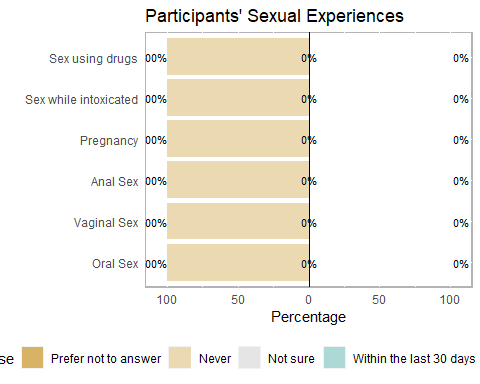 Participants' Sexual Experiences
Sex using drugs 00% 0% 0%
Sex while intoxicated 00% 0% 0%
Pregnancy 00% 0% 0%
Anal Sex 00% 0% 0%
Vaginal Sex 00% 0% 0%
Oral Sex 00% 0% 0%
100 50 0 50 100
Percentage
se Prefer not to answer Never Not sure Within the last 30 days